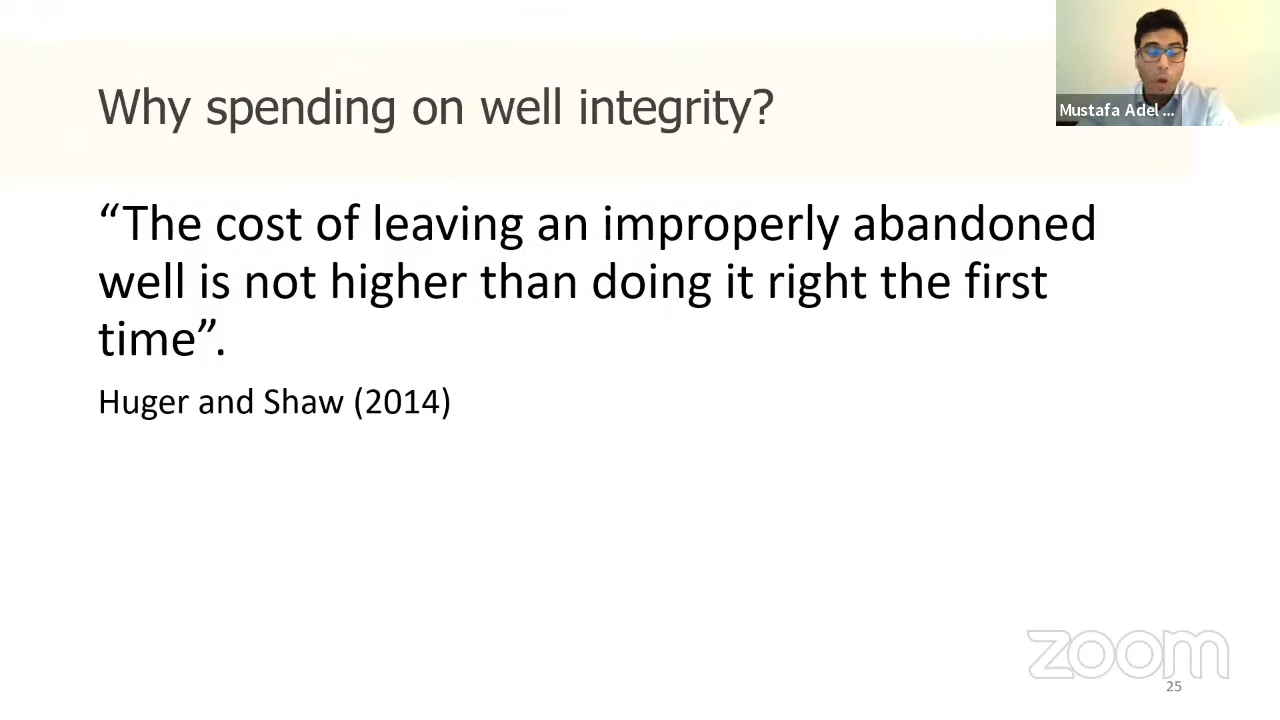 Why spending on well integrity?
Mustafa Adel ...
“The cost of leaving an improperly abandoned
well is not higher than doing it right the first
time”.
Huger and Shaw (2014)
zoom
25